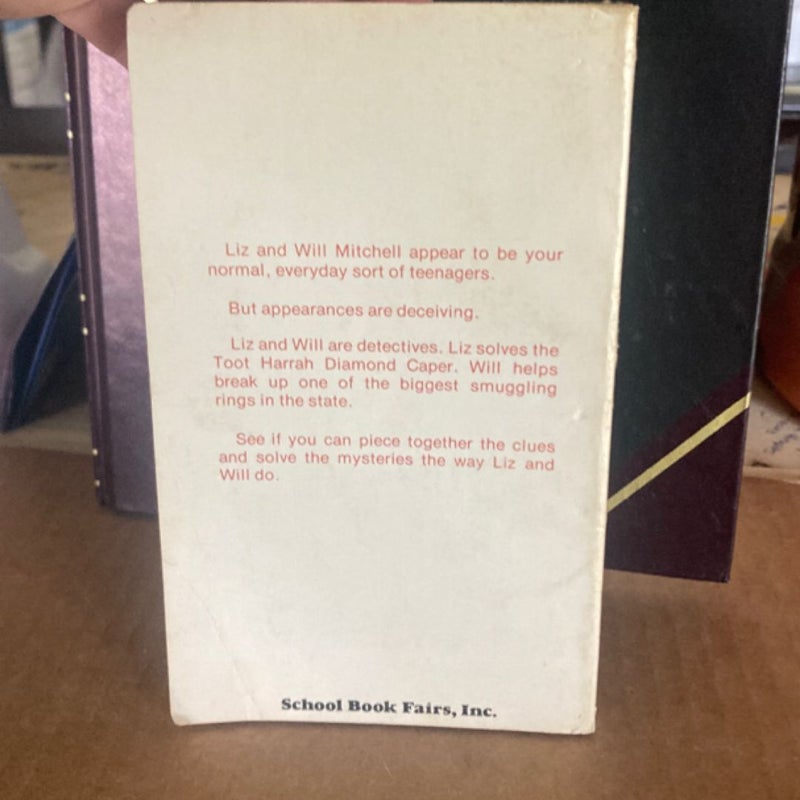 Liz and Will Mitchell appear to be your
normal, everyday sort of teenagers.
But appearances are deceiving.
Liz and Will are detectives. Liz solves the
Toot Harrah Diamond Caper. Will helps
break up one of the biggest smuggling
rings in the state.
See if you can piece together the clues
and solve the mysteries the way Liz and
Will do.
School Book Fairs, Inc.